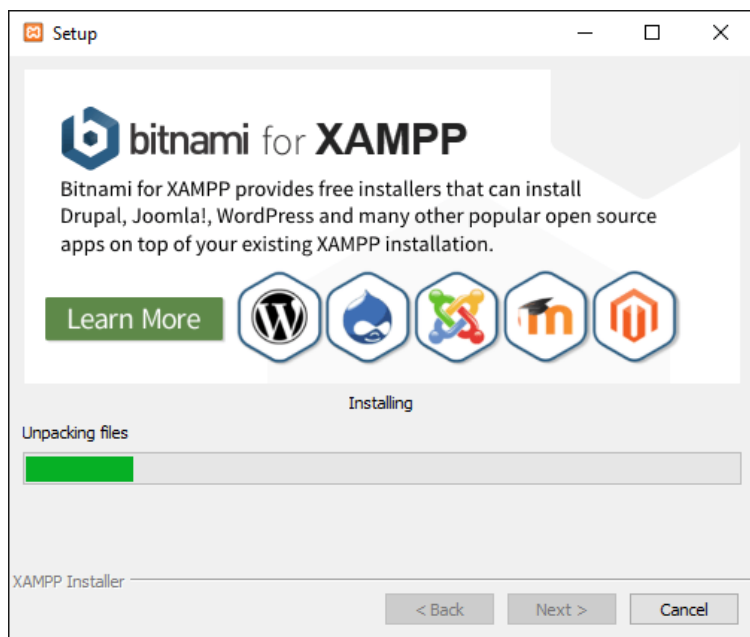 Setup
bitnami for XAMPP
Bitnami for XAMPP provides free installers that can install
Drupal, Joomla!, WordPress and many other popular open source
apps on top of your existing XAMPP installation.
Learn More
Installing
Unpacking files
XAMPP Installer
< Back Next > Cancel